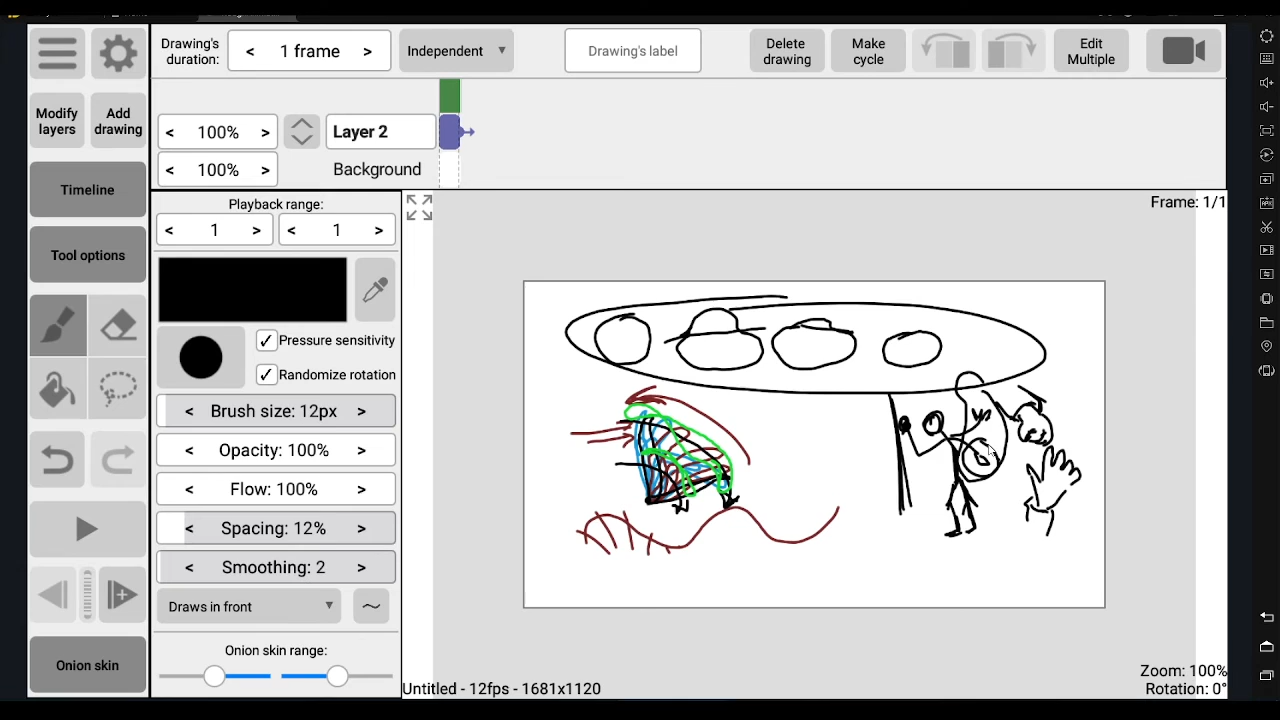 Drawing's duration:
< 1 frame >
Independent
Drawing's label
Delete drawing
Make cycle
Edit Multiple
Modify layers
Add drawing
< 100% >
Layer 2
< 100% >
Background
Timeline
Tool options
Playback range:
< 1 >
< 1 >
Frame: 1/1
Pressure sensitivity
Randomize rotation
< Brush size: 12px >
< Opacity: 100% >
< Flow: 100% >
< Spacing: 12% >
< Smoothing: 2 >
Draws in front
Onion skin range:
Onion skin
Untitled - 12fps - 1681x1120
Zoom: 100%
Rotation: 0°